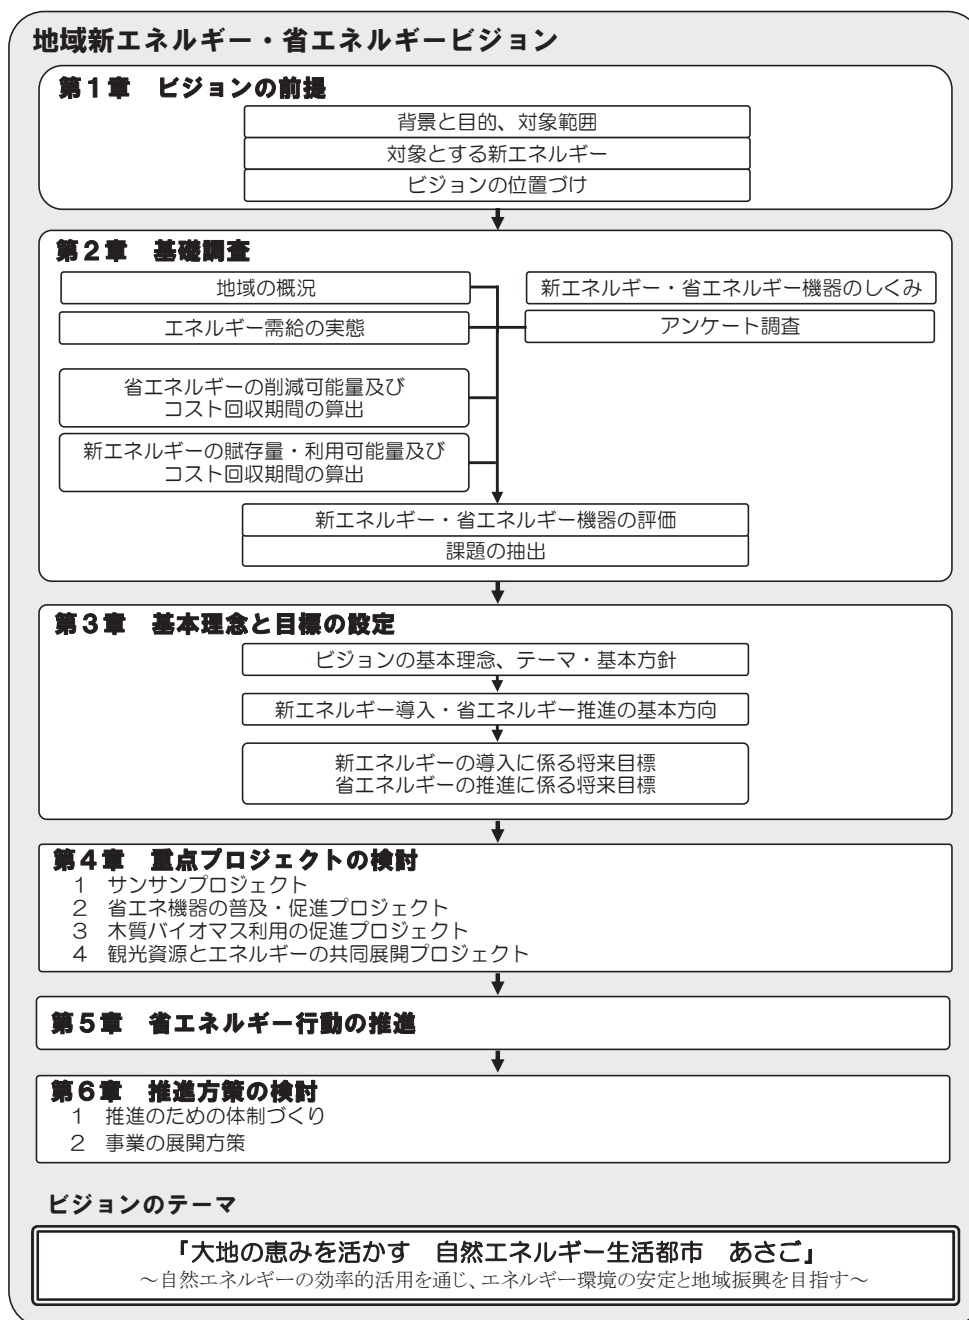 地域新エネルギー・省エネルギービジョン
第１章　ビジョンの前提
背景と目的、対象範囲
対象とする新エネルギー
ビジョンの位置づけ
第２章　基礎調査
地域の概況
新エネルギー・省エネルギー機器のしくみ
エネルギー需給の実態
アンケート調査
省エネルギーの削減可能量及び
コスト回収期間の算出
新エネルギーの賦存量・利用可能量及び
コスト回収期間の算出
新エネルギー・省エネルギー機器の評価
課題の抽出
第３章　基本理念と目標の設定
ビジョンの基本理念、テーマ・基本方針
新エネルギー導入・省エネルギー推進の基本方向
新エネルギーの導入に係る将来目標
省エネルギーの推進に係る将来目標
第４章　重点プロジェクトの検討
１　サンサンプロジェクト
２　省エネ機器の普及・促進プロジェクト
３　木質バイオマス利用の促進プロジェクト
４　観光資源とエネルギーの共同展開プロジェクト
第５章　省エネルギー行動の推進
第６章　推進方策の検討
１　推進のための体制づくり
２　事業の展開方策
ビジョンのテーマ
「大地の恵みを活かす　自然エネルギー生活都市　あさご」
～自然エネルギーの効率的活用を通じ、エネルギー環境の安定と地域振興を目指す～